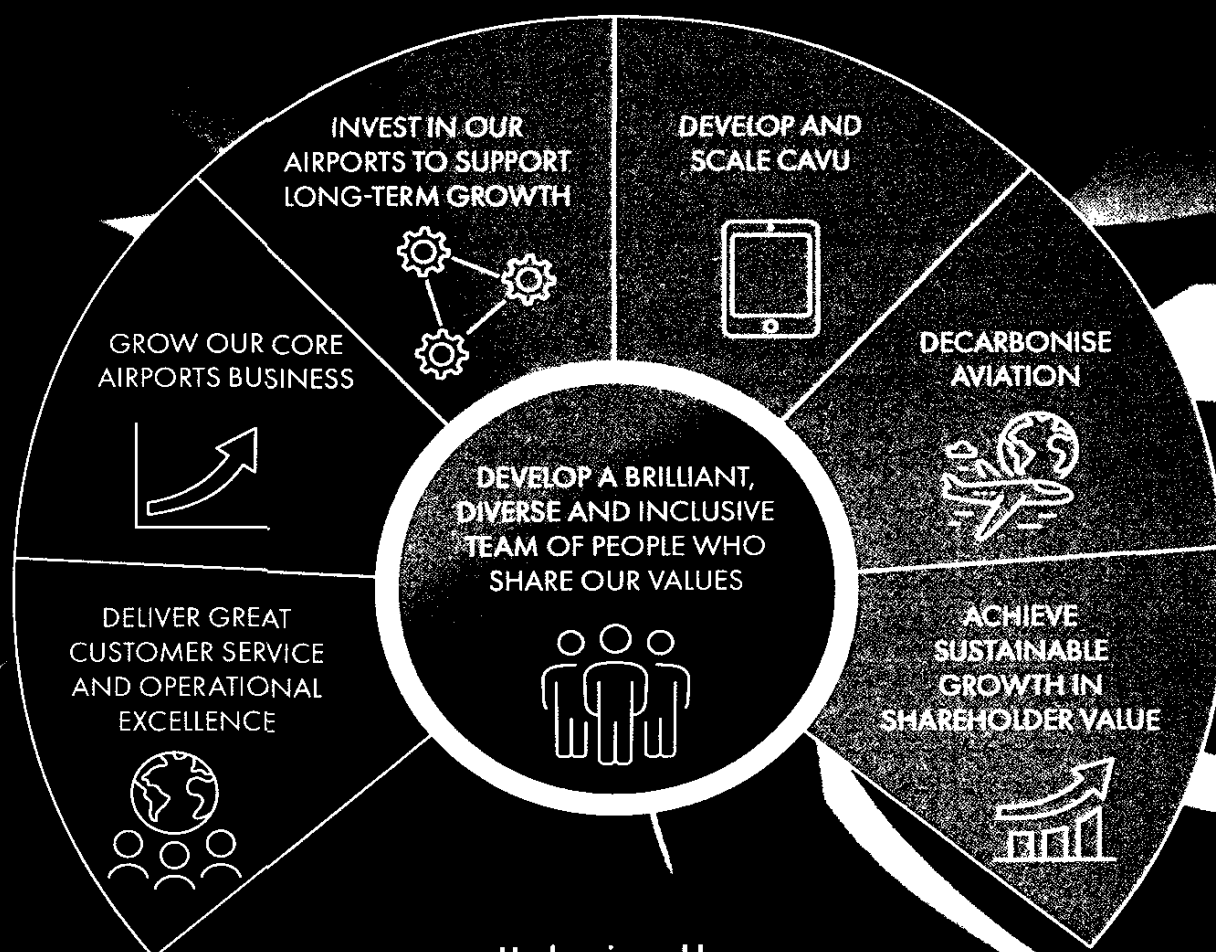 INVEST IN OUR
AIRPORTS TO SUPPORT
LONG-TERM GROWTH
DEVELOP AND
SCALE CAVU
GROW OUR CORE
AIRPORTS BUSINESS
DECARBONISE
AVIATION
DEVELOP A BRILLIANT,
DIVERSE AND INCLUSIVE
TEAM OF PEOPLE WHO
SHARE OUR VALUES
DELIVER GREAT
CUSTOMER SERVICE
AND OPERATIONAL
EXCELLENCE
ACHIEVE
SUSTAINABLE
GROWTH IN
SHAREHOLDER VALUE